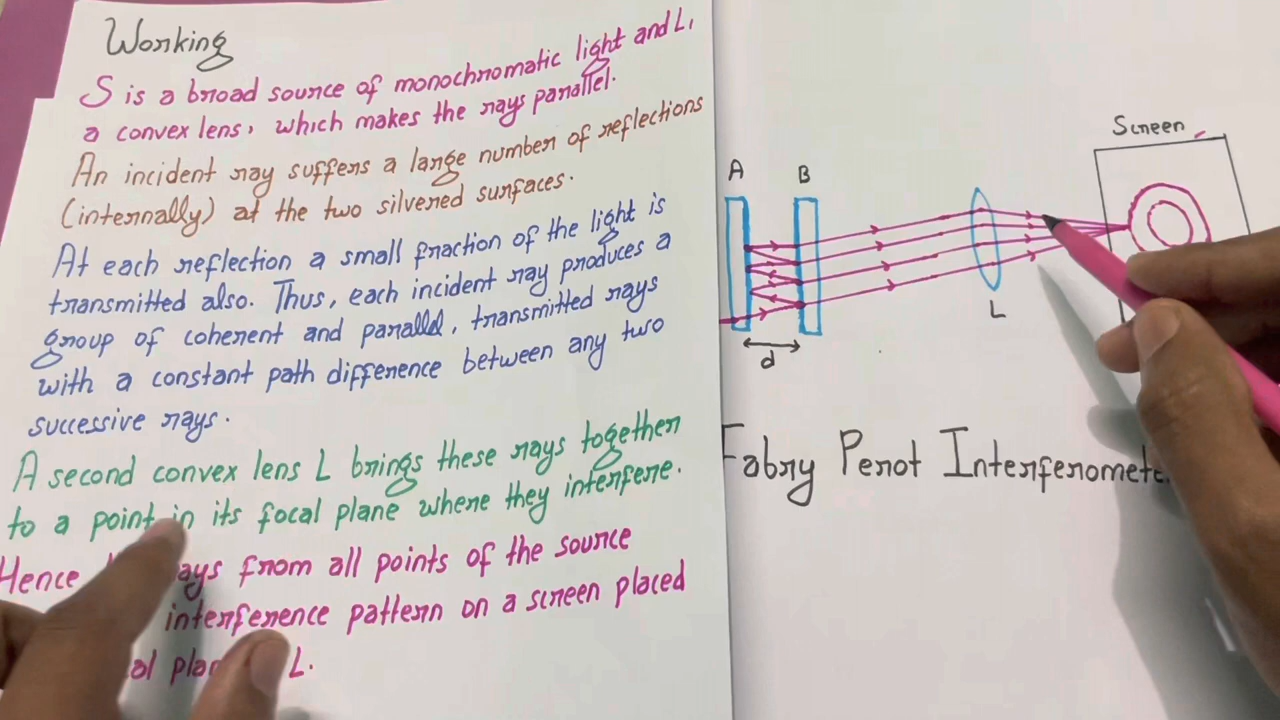 Working
S is a broad source of monochromatic light and L,
a convex lens, which makes the rays parallel.
An incident ray suffers a large number of reflections
(internally) at the two silvered surfaces.
At each reflection a small fraction of the light is
transmitted also. Thus, each incident ray produces a
group of coherent and parallel, transmitted rays
with a constant path difference between any two
successive rays.
A second convex lens L brings these rays together
to a point in its focal plane where they interfere.
Hence rays from all points of the source
interference pattern on a screen placed
L.
Screen
A B
L
d
Fabry Perot